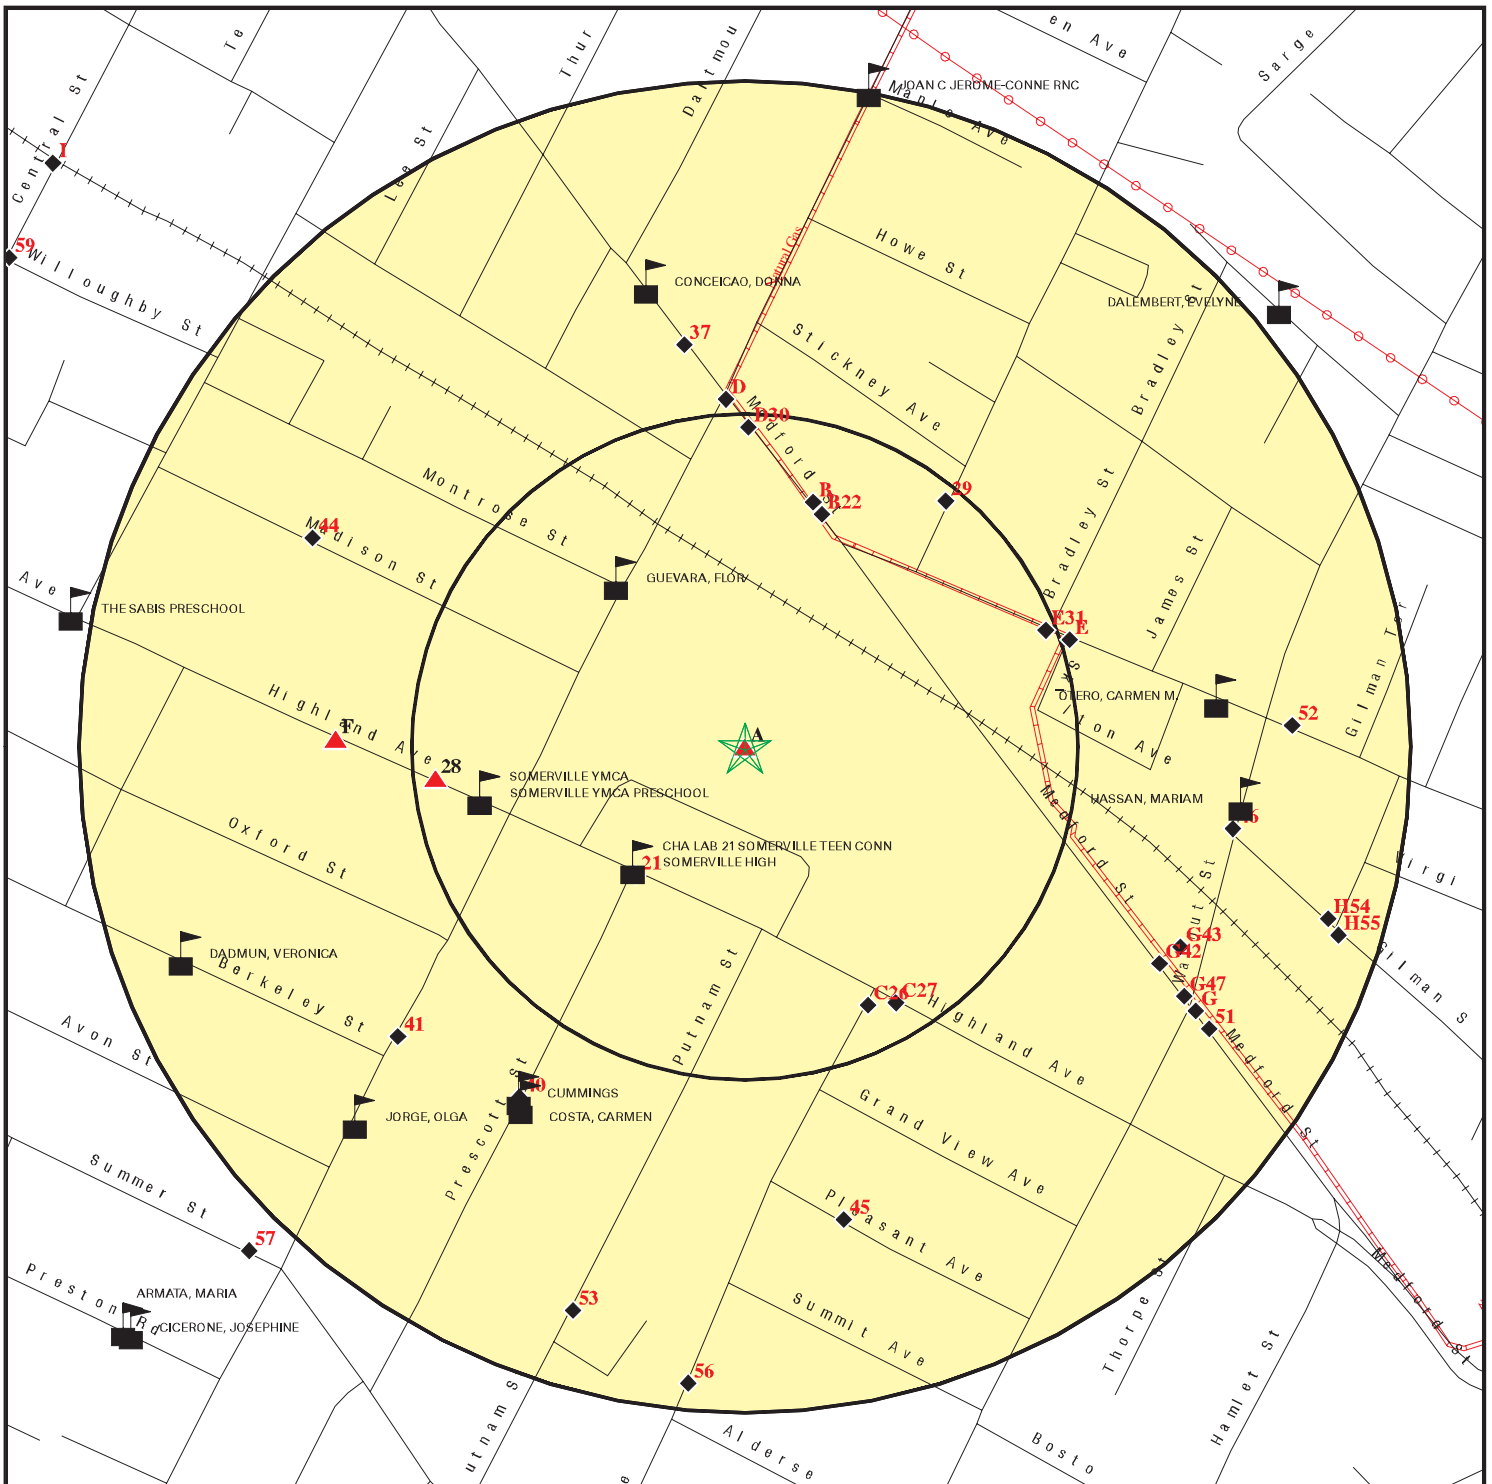 en Ave
Sarge
Te
Thur
Dartmou
JOAN C JEROME-CONNE RNC
Central St
I
Lee St
59
Willoughby St
Natural Gas
Howe St
CONCEICAO, DONNA
DALEMBERT, EVELYNE
37
Stickney Ave
Bradley St
D
D30
Medford St
Montrose St
B
B22
29
44
Madison St
Bradley St
James St
Ave
GUEVARA, FLOR
THE SABIS PRESCHOOL
E31
E
Gilman Ter
OTERO, CARMEN M.
52
Highland Ave
F
A
28
SOMERVILLE YMCA
SOMERVILLE YMCA PRESCHOOL
HASSAN, MARIAM
Medford St
Oxford St
CHA LAB 21 SOMERVILLE TEEN CONN
21
SOMERVILLE HIGH
Virgi
H54
H55
G43
G42
Walnut St
DADMUN, VERONICA
Berkeley St
Gilman S
G47
G
51
C26
C27
Highland Ave
41
Avon St
Putnam St
Medford St
40
CUMMINGS
COSTA, CARMEN
JORGE, OLGA
Prescott St
Grand View Ave
Summer St
45
Pleasant Ave
57
Preston Rd
ARMATA, MARIA
CICERONE, JOSEPHINE
53
Summit Ave
Thorpe St
Medford St
56
Hamlet St
utnam S
Alderse
Bosto
e